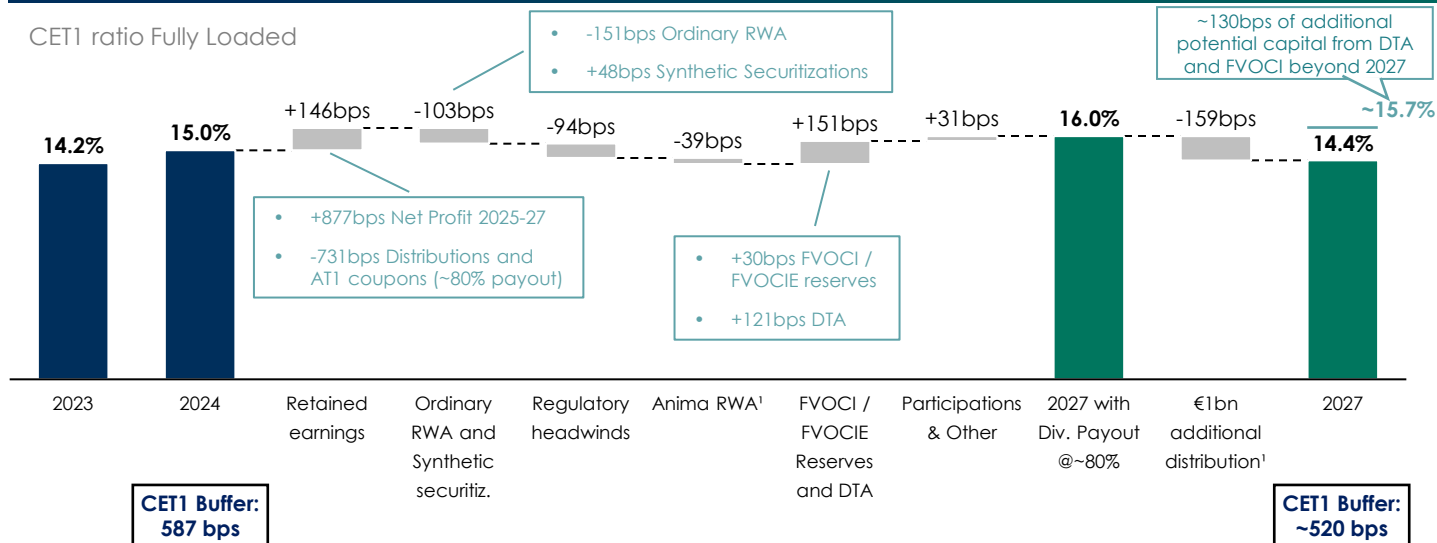 CET1 ratio Fully Loaded
• -151bps Ordinary RWA
• +48bps Synthetic Securitizations
~130bps of additional
potential capital from DTA
and FVOCI beyond 2027
~15.7%
14.2%
15.0%
+146bps
-103bps
-94bps
-39bps
+151bps
+31bps
16.0%
-159bps
14.4%
• +877bps Net Profit 2025-27
• -731bps Distributions and
AT1 coupons (~80% payout)
• +30bps FVOCI /
FVOCIE reserves
• +121bps DTA
2023
2024
Retained
earnings
Ordinary
RWA and
Synthetic
securitiz.
Regulatory
headwinds
Anima RWA¹
FVOCI /
FVOCIE
Reserves
and DTA
Participations
& Other
2027 with
Div. Payout
@~80%
€1bn
additional
distribution¹
2027
CET1 Buffer:
587 bps
CET1 Buffer:
~520 bps